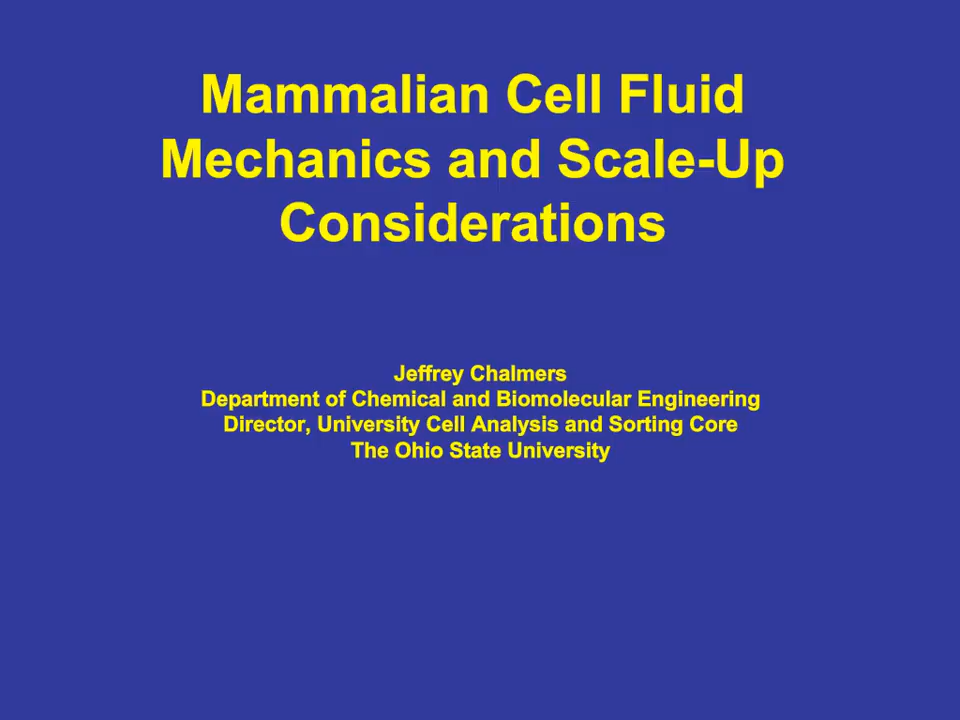 Mammalian Cell Fluid
Mechanics and Scale-Up
Considerations
Jeffrey Chalmers
Department of Chemical and Biomolecular Engineering
Director, University Cell Analysis and Sorting Core
The Ohio State University